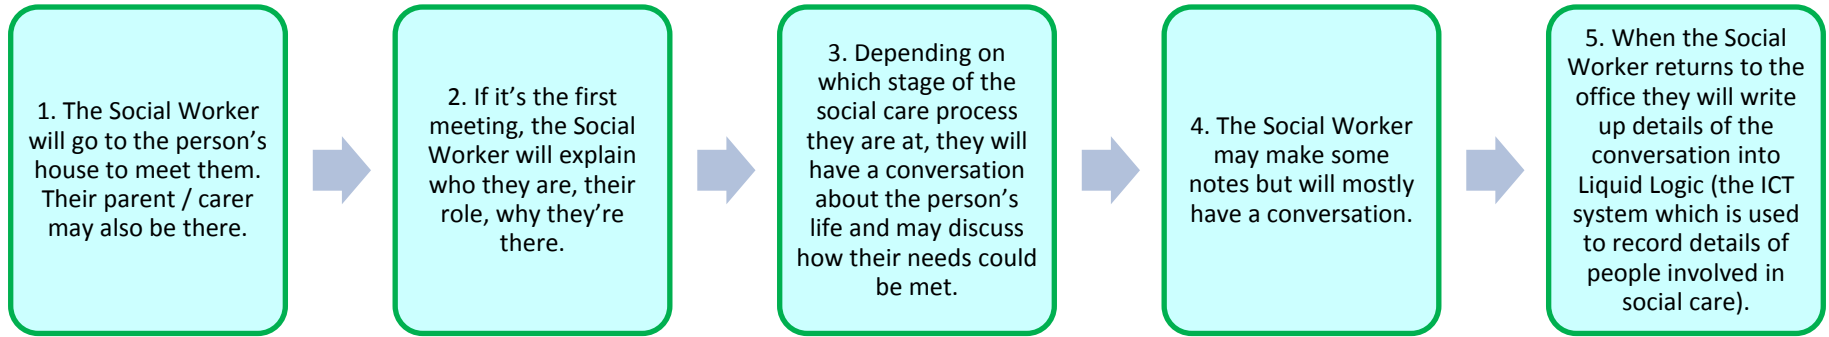 1. The Social Worker
will go to the person’s
house to meet them.
Their parent / carer
may also be there.
2. If it’s the first
meeting, the Social
Worker will explain
who they are, their
role, why they’re
there.
3. Depending on
which stage of the
social care process
they are at, they will
have a conversation
about the person’s
life and may discuss
how their needs could
be met.
4. The Social Worker
may make some
notes but will mostly
have a conversation.
5. When the Social
Worker returns to the
office they will write
up details of the
conversation into
Liquid Logic (the ICT
system which is used
to record details of
people involved in
social care).